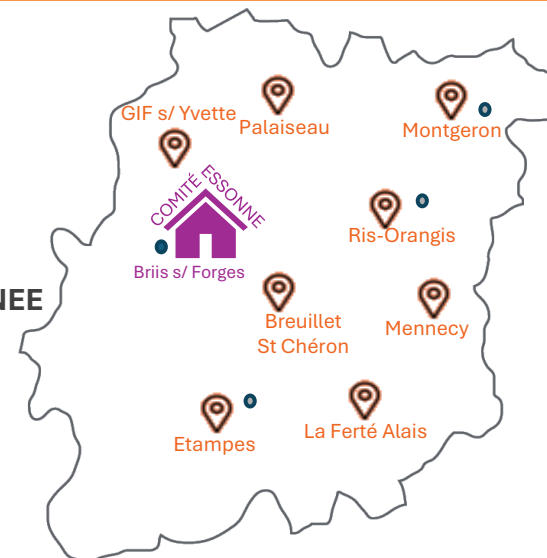 GIF s/ Yvette
Palaiseau
Montgeron
COMITÉ ESSONNE
Ris-Orangis
Briis s/ Forges
NEE
Breuillet
St Chéron
Mennecy
Etampes
La Ferté Alais